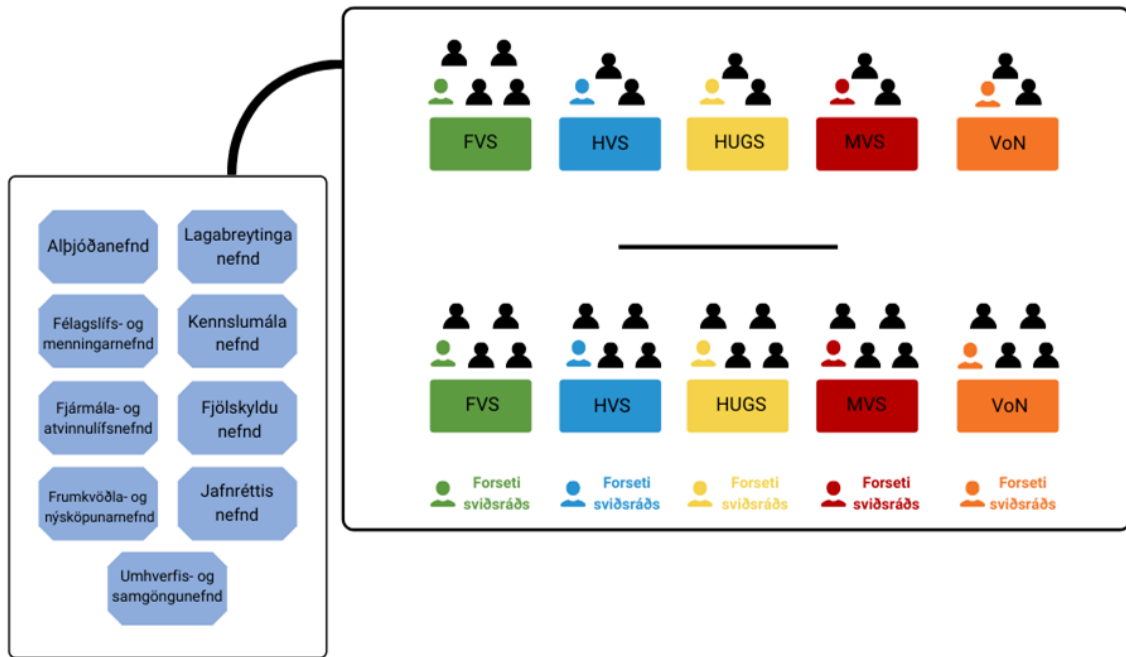 Alþjóðanefnd
Lagabreytinga
nefnd
Félagslífs- og
menningarnefnd
Kennslumála
nefnd
Fjármála- og
atvinnulífsnefnd
Fjölskyldu
nefnd
Frumkvöðla- og
nýsköpunarnefnd
Jafnréttis
nefnd
Umhverfis- og
samgöngunefnd
FVS
HVS
HUGS
MVS
VoN
FVS
HVS
HUGS
MVS
VoN
Forseti
sviðsráðs
Forseti
sviðsráðs
Forseti
sviðsráðs
Forseti
sviðsráðs
Forseti
sviðsráðs